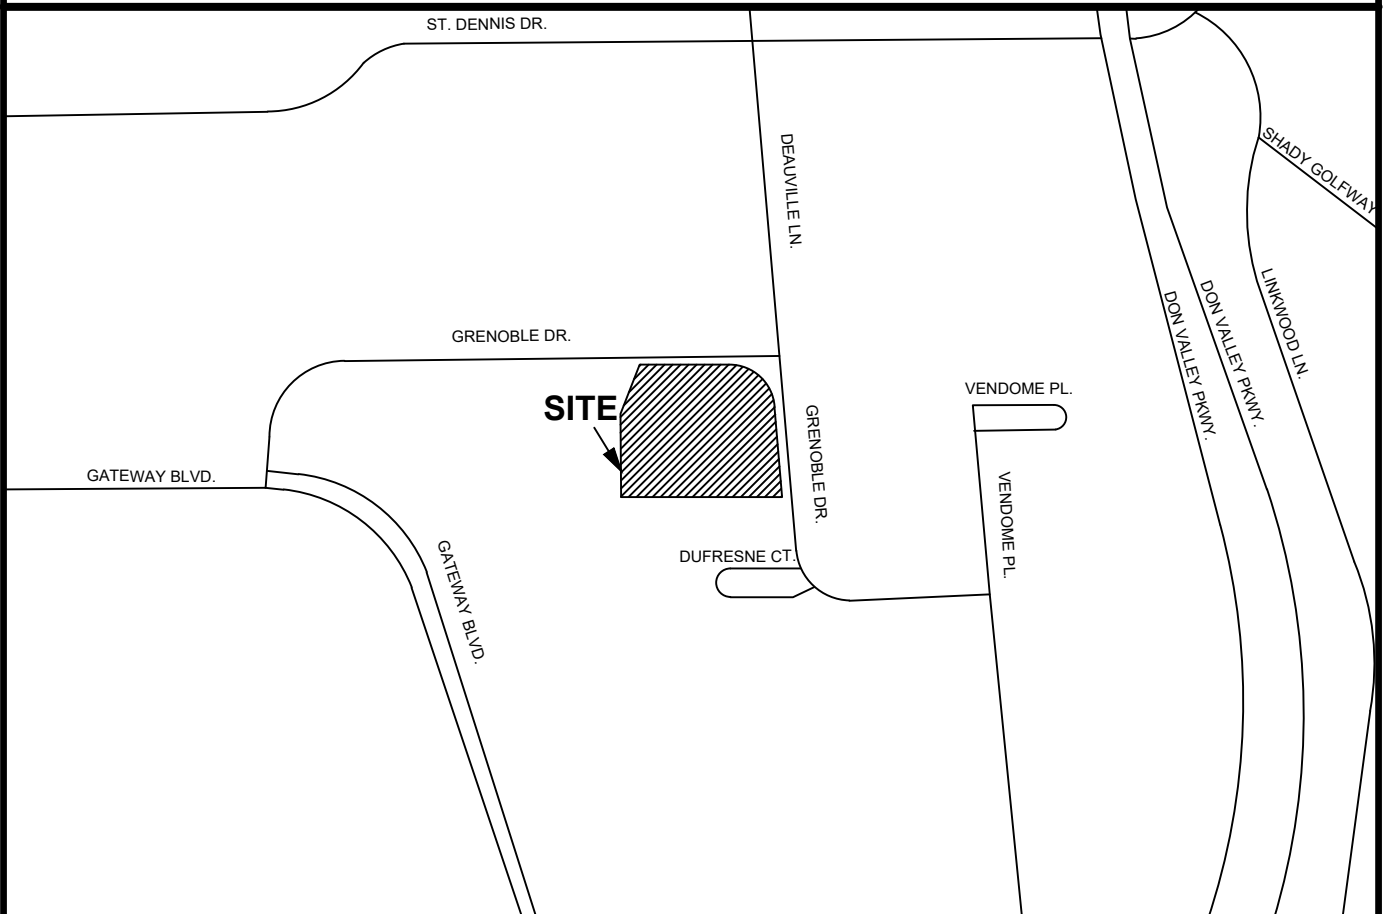 ST. DENNIS DR.
DEAUVILLE LN.
SHADY GOLFWAY
LINKWOOD LN.
DON VALLEY PKWY.
DON VALLEY PKWY.
GRENOBLE DR.
VENDOME PL.
SITE
GRENOBLE DR.
GATEWAY BLVD.
VENDOME PL.
GATEWAY BLVD.
DUFRESNE CT.